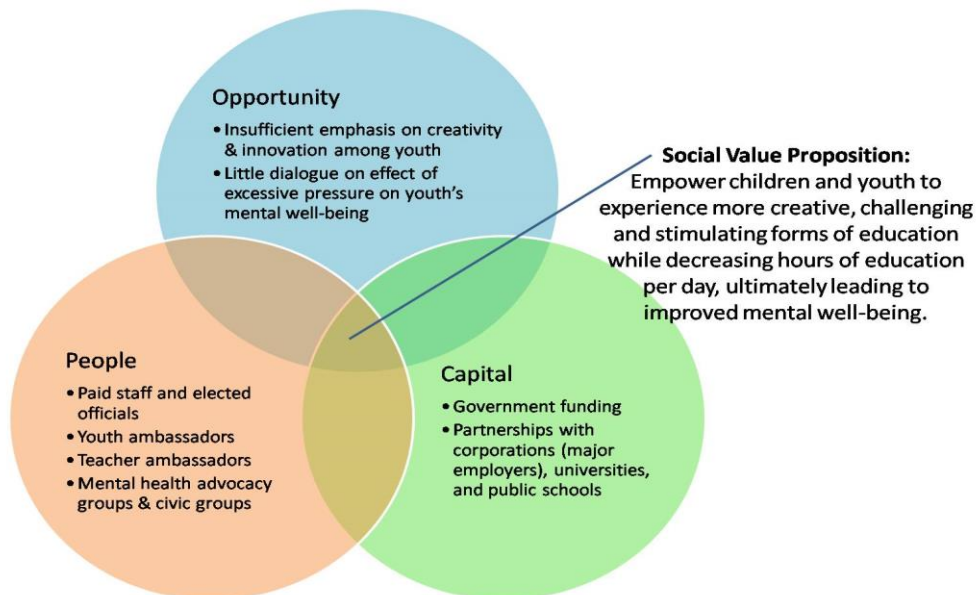 Opportunity
• Insufficient emphasis on creativity
& innovation among youth
• Little dialogue on effect of
excessive pressure on youth's
mental well-being
Social Value Proposition:
Empower children and youth to
experience more creative, challenging
and stimulating forms of education
while decreasing hours of education
per day, ultimately leading to
improved mental well-being.
People
• Paid staff and elected
officials
• Youth ambassadors
• Teacher ambassadors
• Mental health advocacy
groups & civic groups
Capital
• Government funding
• Partnerships with
corporations (major
employers), universities,
and public schools